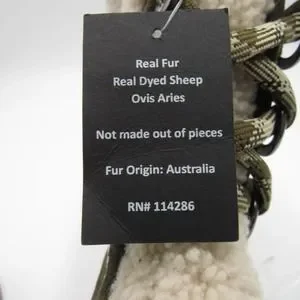 Real Fur
Real Dyed Sheep
Ovis Aries
Not made out of pieces
Fur Origin: Australia
RN# 114286